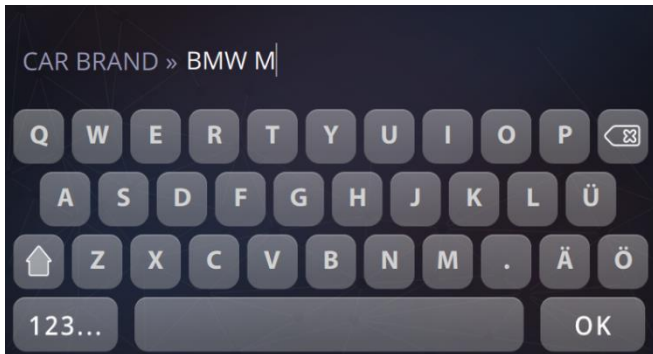 CAR BRAND » BMW M
Q W E R T Y U I O P
A S D F G H J K L Ü
Z X C V B N M . Ä Ö
123... OK